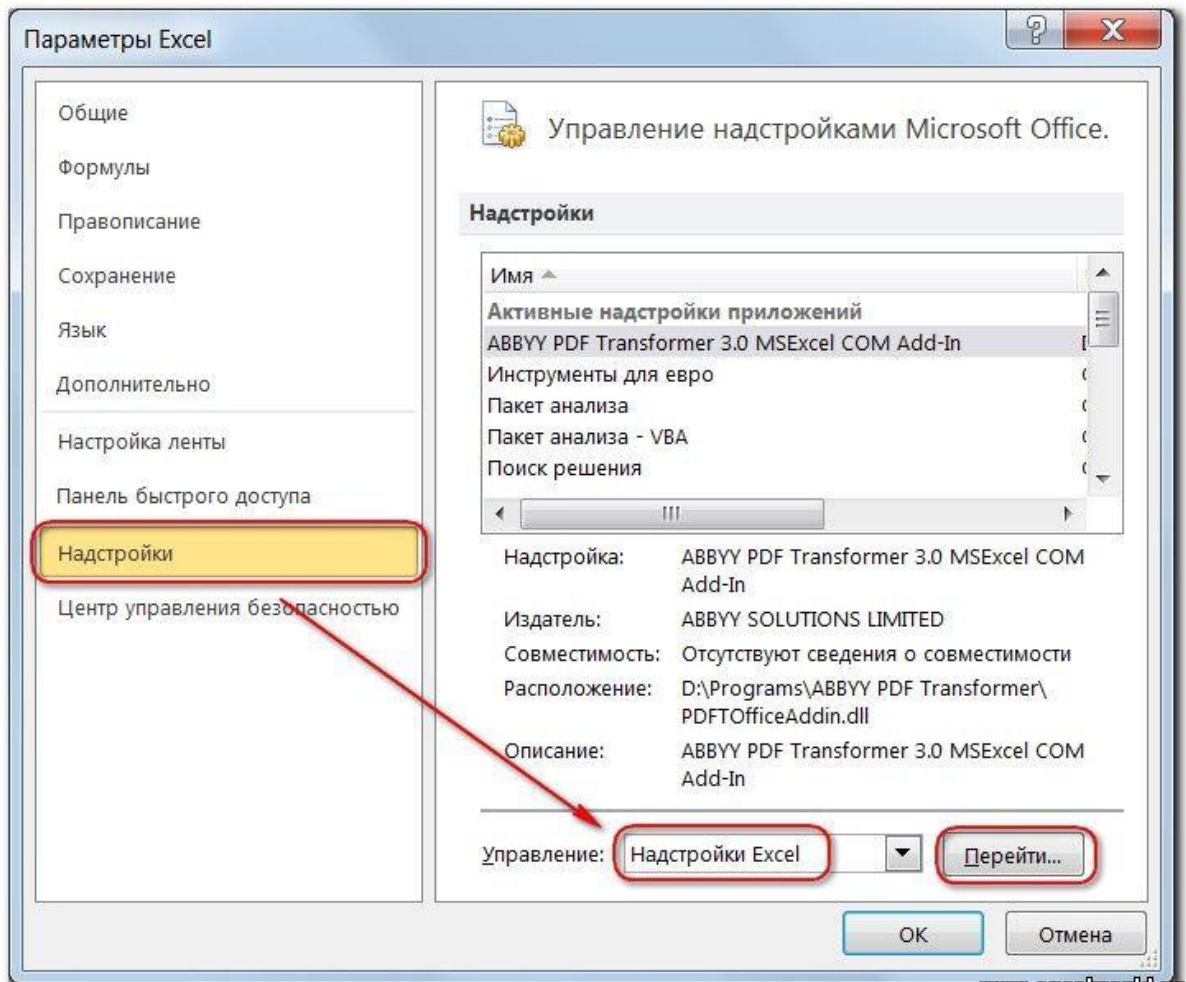 Параметры Excel
Общие
Формулы
Правописание
Сохранение
Язык
Дополнительно
Настройка ленты
Панель быстрого доступа
Надстройки
Центр управления безопасностью
Управление надстройками Microsoft Office.
Надстройки
Имя
Активные надстройки приложений
ABBYY PDF Transformer 3.0 MSExcel COM Add-In
Инструменты для евро
Пакет анализа
Пакет анализа - VBA
Поиск решения
Надстройка: ABBYY PDF Transformer 3.0 MSExcel COM
Add-In
Издатель: ABBYY SOLUTIONS LIMITED
Совместимость: Отсутствуют сведения о совместимости
Расположение: D:\Programs\ABBYY PDF Transformer\
PDFTOfficeAddin.dll
Описание: ABBYY PDF Transformer 3.0 MSExcel COM
Add-In
Управление: Надстройки Excel Перейти...
ОК Отмена